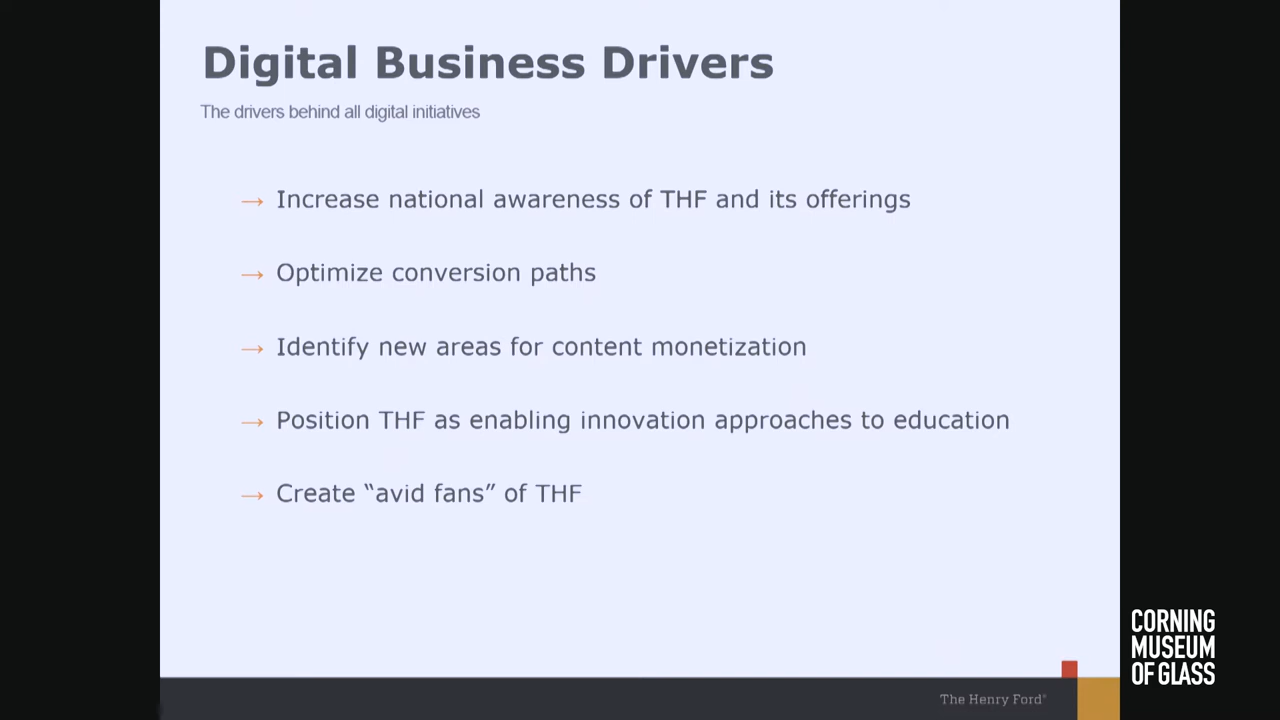 Digital Business Drivers
The drivers behind all digital initiatives
→ Increase national awareness of THF and its offerings
→ Optimize conversion paths
→ Identify new areas for content monetization
→ Position THF as enabling innovation approaches to education
→ Create “avid fans” of THF
The Henry Ford®
CORNING
MUSEUM
OF GLASS